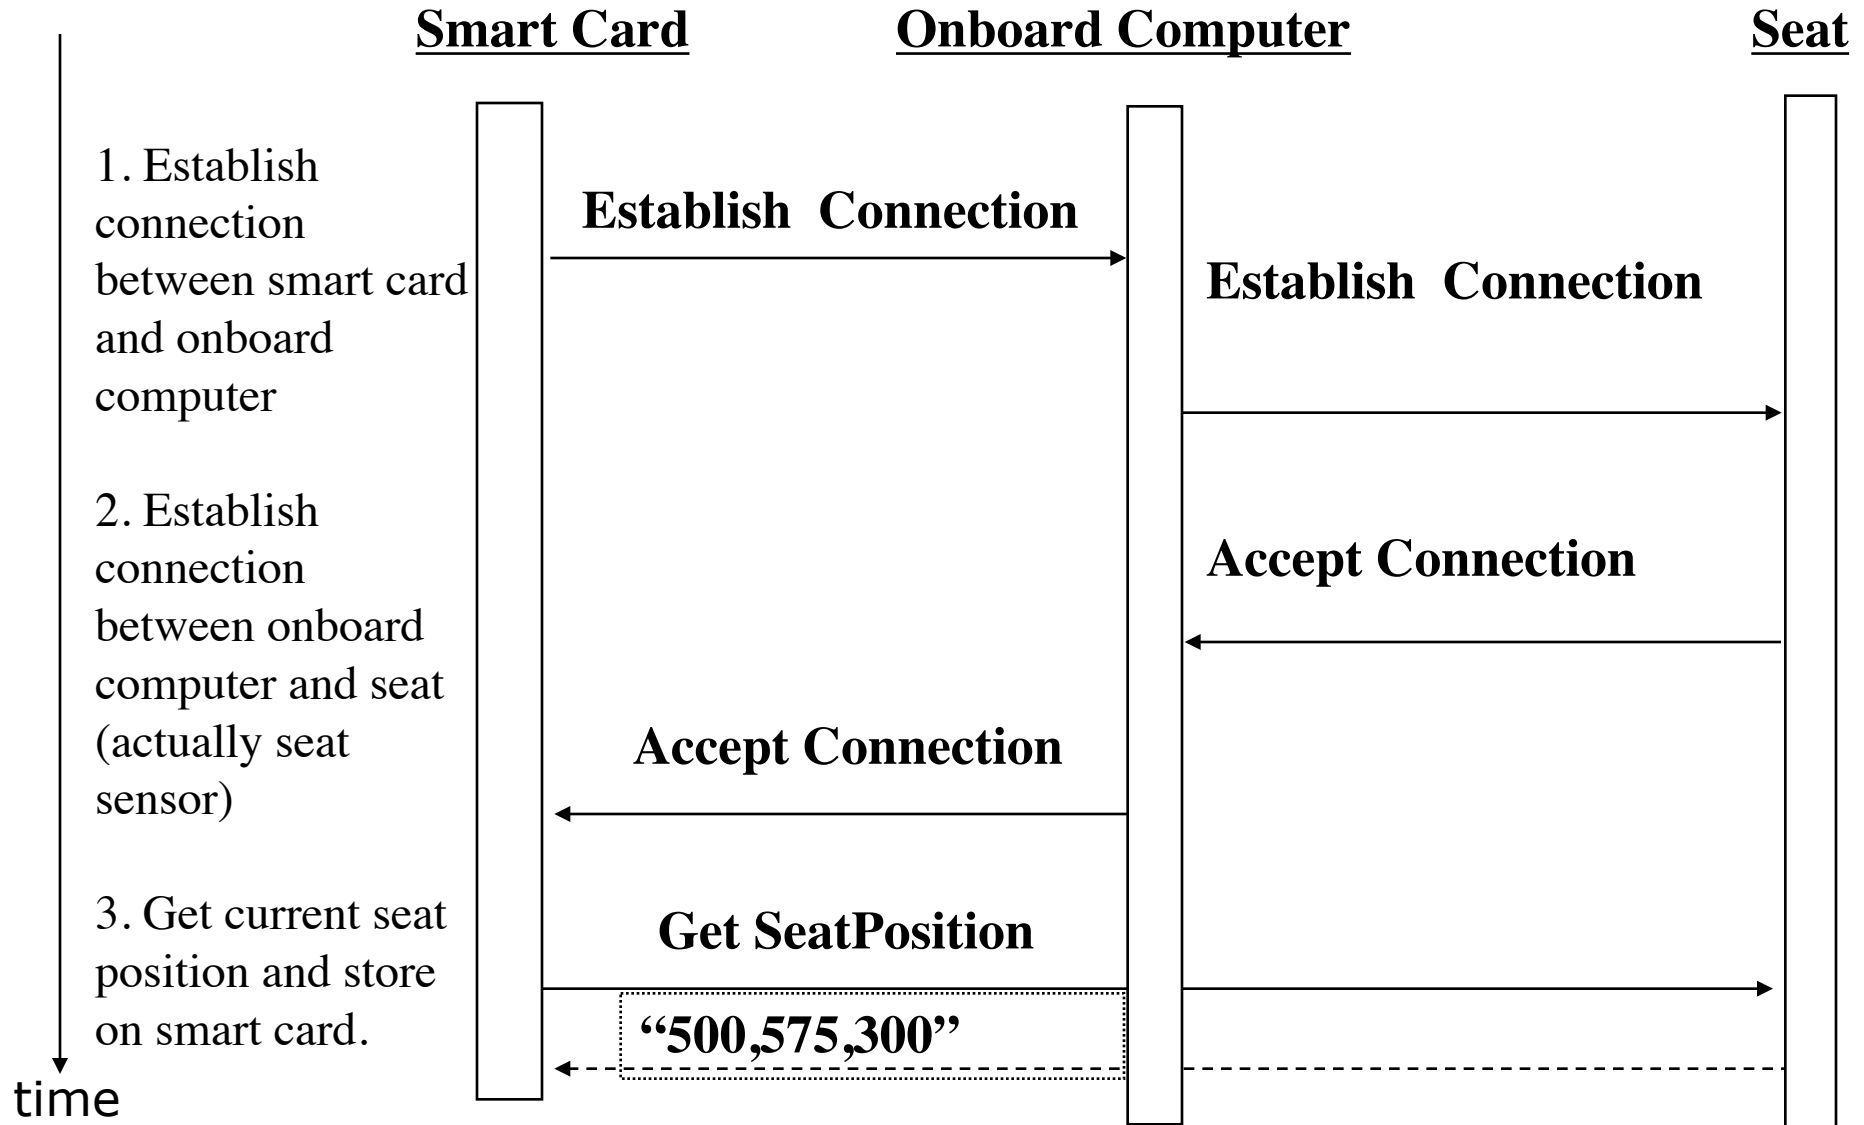 Smart Card
Onboard Computer
Seat
1. Establish
connection
between smart card
and onboard
computer
2. Establish
connection
between onboard
computer and seat
(actually seat
sensor)
3. Get current seat
position and store
on smart card.
time
Establish  Connection
Establish  Connection
Accept Connection
Accept Connection
Get SeatPosition
“500,575,300”